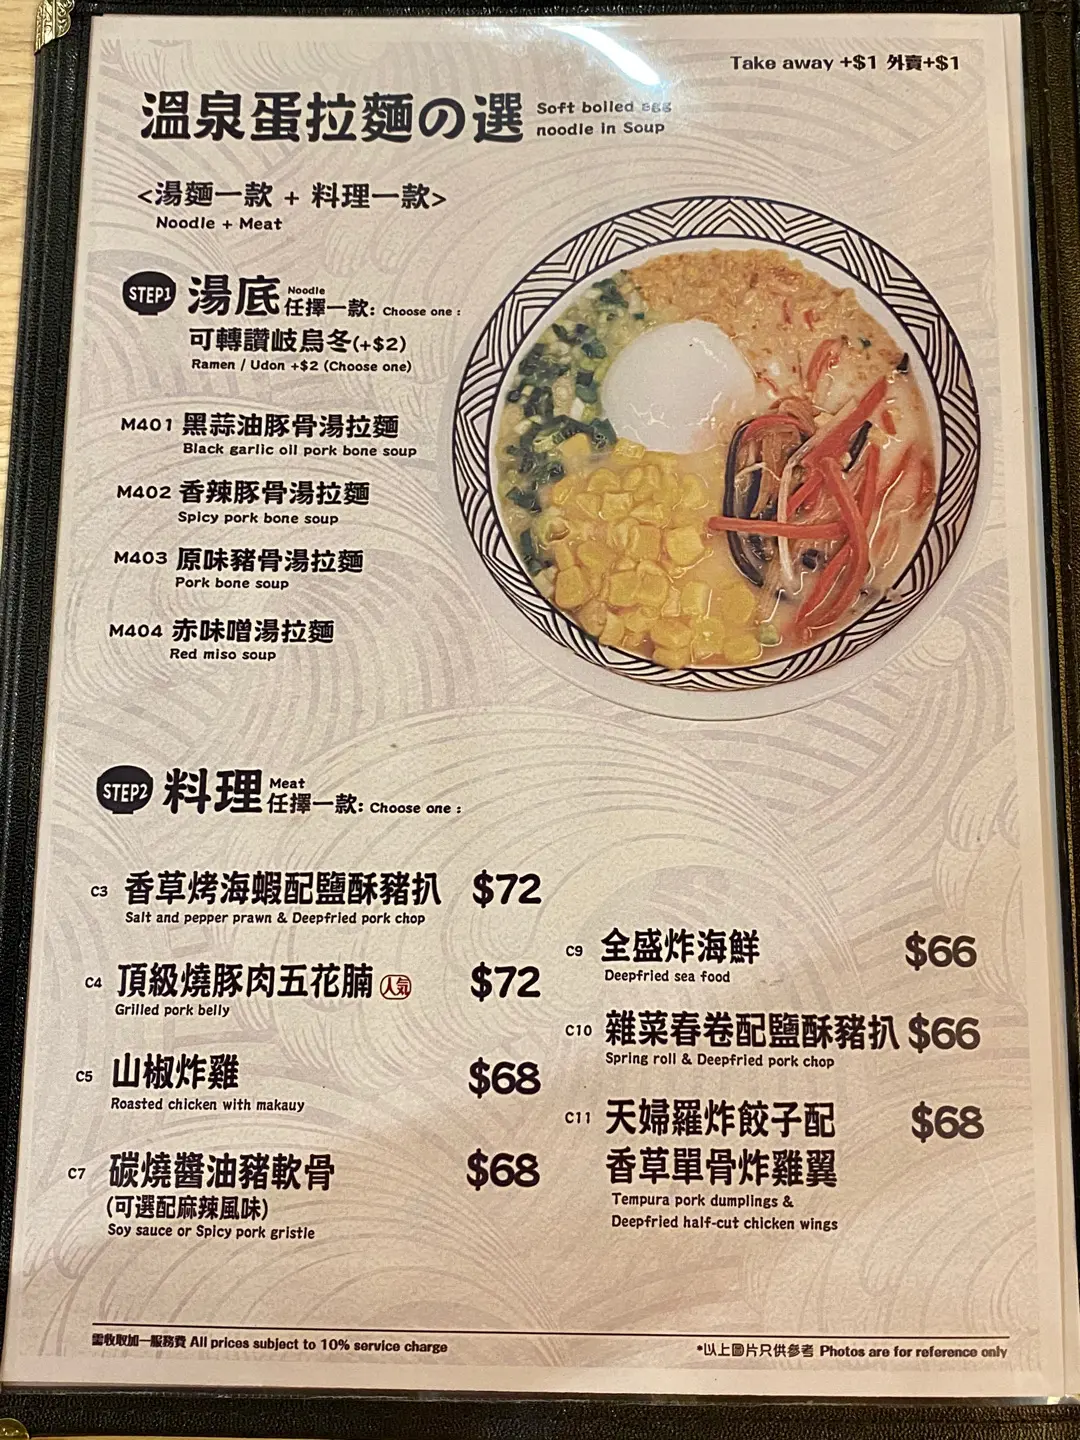 Take away +$1 外賣+$1
溫泉蛋拉麵の選 Soft boiled egg
noodle in Soup
<湯麵一款 + 料理一款>
Noodle + Meat
STEP1 湯底 Noodle
任擇一款: Choose one :
可轉讚岐烏冬(+$2)
Ramen / Udon +$2 (Choose one)
M401 黑蒜油豚骨湯拉麵
Black garlic oil pork bone soup
M402 香辣豚骨湯拉麵
Spicy pork bone soup
M403 原味豬骨湯拉麵
Pork bone soup
M404 赤味噌湯拉麵
Red miso soup
STEP2 料理 Meat
任擇一款: Choose one :
C3 香草烤海蝦配鹽酥豬扒 $72
Salt and pepper prawn & Deepfried pork chop
C4 頂級燒豚肉五花腩 人気 $72
Grilled pork belly
C5 山椒炸雞 $68
Roasted chicken with makauy
C7 碳燒醬油豬軟骨 $68
(可選配麻辣風味)
Soy sauce or Spicy pork gristle
C9 全盛炸海鮮 $66
Deepfried sea food
C10 雜菜春卷配鹽酥豬扒 $66
Spring roll & Deepfried pork chop
C11 天婦羅炸餃子配 $68
香草單骨炸雞翼
Tempura pork dumplings &
Deepfried half-cut chicken wings
需收取加一服務費 All prices subject to 10% service charge
*以上圖片只供參考 Photos are for reference only